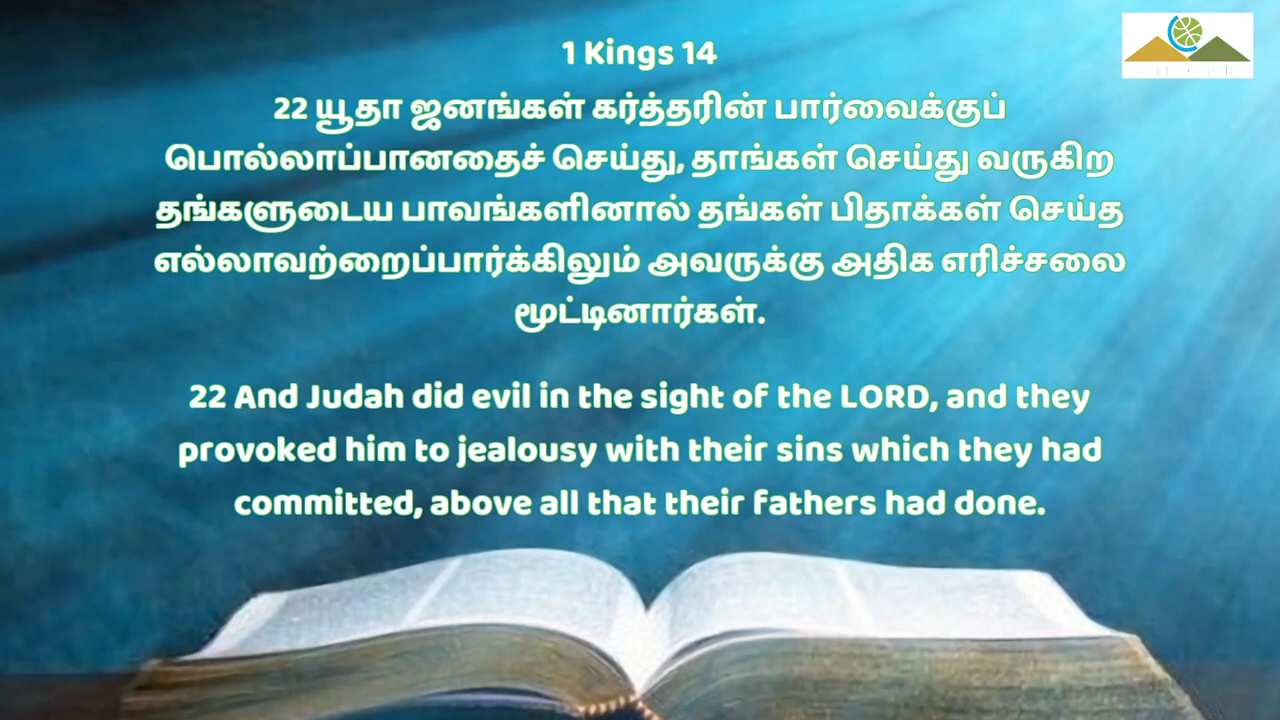 1 Kings 14
22 யூதா ஜனங்கள் கர்த்தரின் பார்வைக்குப்
பொல்லாப்பானதைச் செய்து, தாங்கள் செய்து வருகிற
தங்களுடைய பாவங்களினால் தங்கள் பிதாக்கள் செய்த
எல்லாவற்றைப்பார்க்கிலும் அவருக்கு அதிக எரிச்சலை
மூட்டினார்கள்.
22 And Judah did evil in the sight of the LORD, and they
provoked him to jealousy with their sins which they had
committed, above all that their fathers had done.